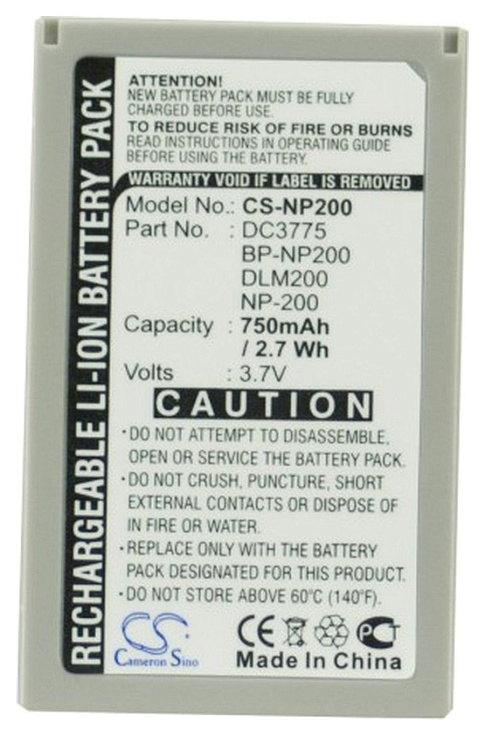 RECHARGEABLE LI-ION BATTERY PACK
ATTENTION!
NEW BATTERY PACK MUST BE FULLY
CHARGED BEFORE USE.
TO REDUCE RISK OF FIRE OR BURNS
READ INSTRUCTIONS IN OPERATING GUIDE
BEFORE USING THE BATTERY.
WARRANTY VOID IF LABEL IS REMOVED
Model No.: CS-NP200
Part No. : DC3775
BP-NP200
DLM200
NP-200
Capacity : 750mAh
/ 2.7 Wh
Volts : 3.7V
CAUTION
·DO NOT ATTEMPT TO DISASSEMBLE,
OPEN OR SERVICE THE BATTERY PACK.
·DO NOT CRUSH, PUNCTURE, SHORT
EXTERNAL CONTACTS OR DISPOSE OF
IN FIRE OR WATER.
·REPLACE ONLY WITH THE BATTERY
PACK DESIGNATED FOR THIS PRODUCT.
·DO NOT STORE ABOVE 60°C (140°F).
CS CE PCT
Cameron Sino Made In China